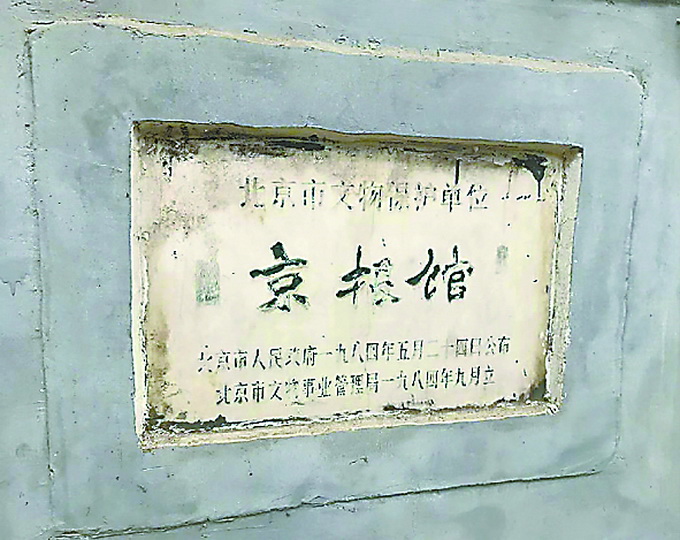 北京市文物保护单位
京报馆
北京市人民政府一九八四年五月二十四日公布
北京市文物事业管理局一九八四年九月立